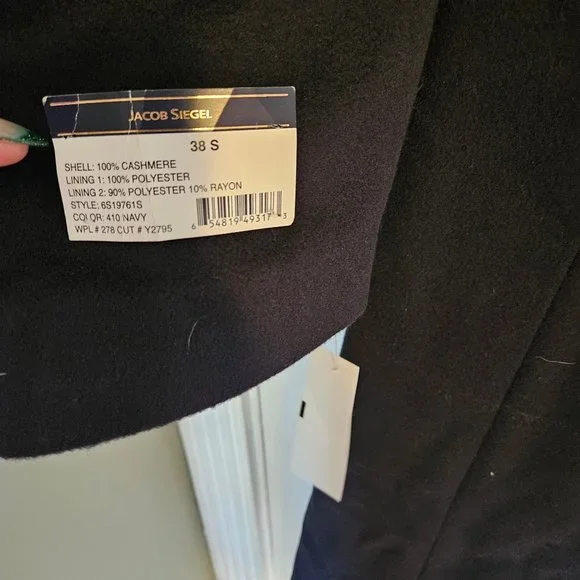 JACOB SIEGEL
38 S
SHELL: 100% CASHMERE
LINING 1: 100% POLYESTER
LINING 2: 90% POLYESTER 10% RAYON
STYLE: 6S19761S
COLOR: 410 NAVY
WPL # 278 CUT # Y2795
6 54819 49317 3